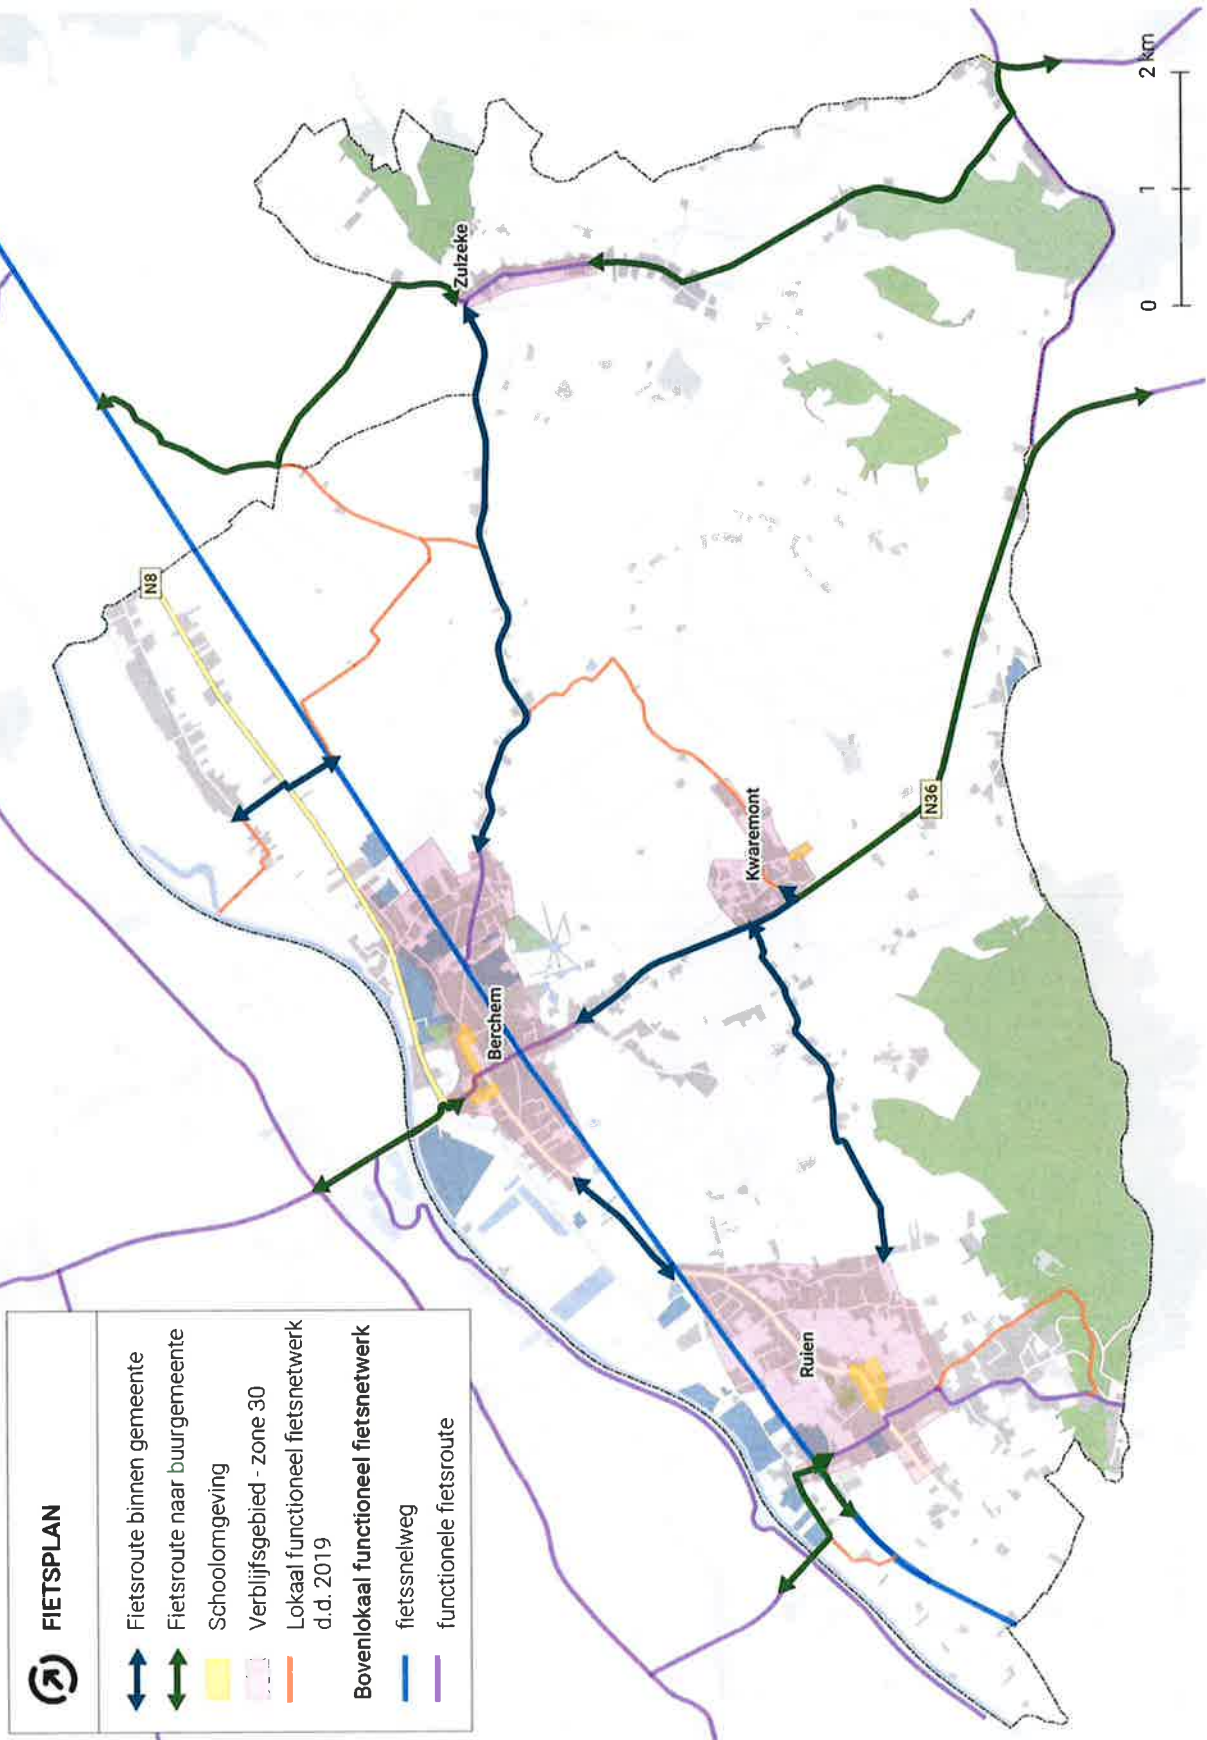 FIETSPLAN
Fietsroute binnen gemeente
Fietsroute naar buurgemeente
Schoolomgeving
Verblijfsgebied - zone 30
Lokaal functioneel fietsnetwerk
d.d. 2019
Bovenlokaal functioneel fietsnetwerk
fietssnelweg
functionele fietsroute
N8
Zulzeke
Berchem
Kwaremont
N36
Ruien
0 1 2 km